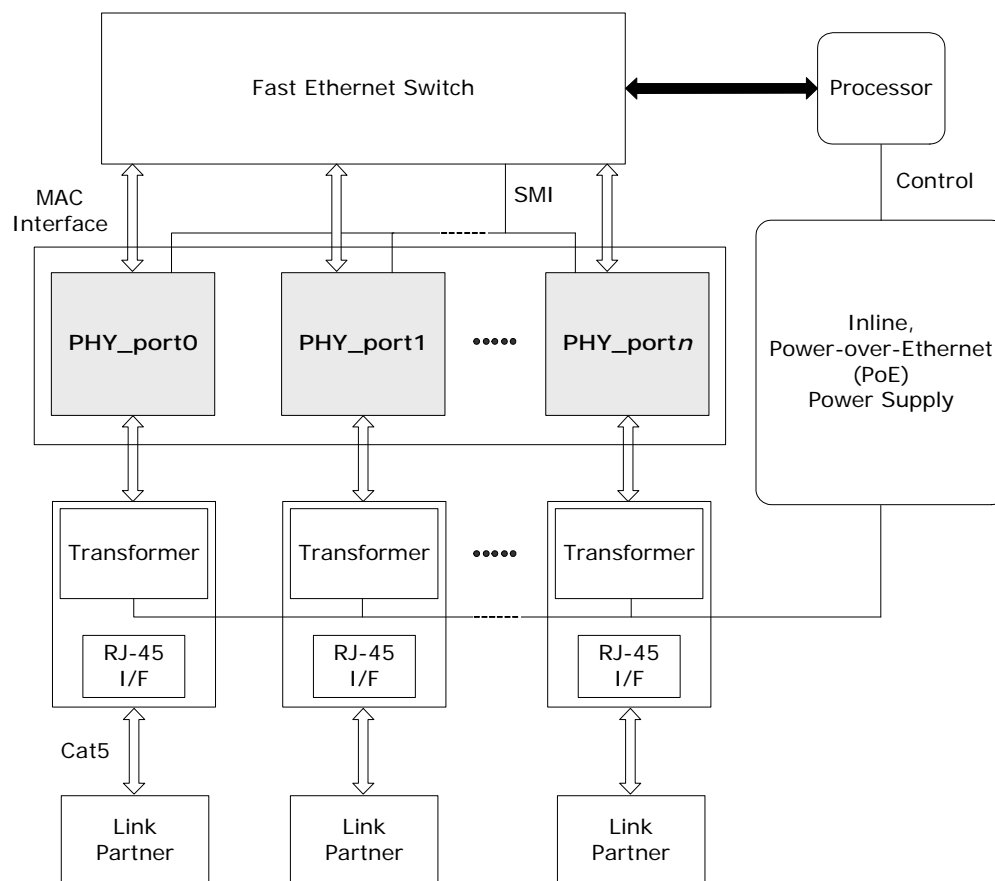 Fast Ethernet Switch
Processor
MAC
Interface
SMI
Control
PHY_port0
PHY_port1
PHY_portn
Inline,
Power-over-Ethernet
(PoE)
Power Supply
Transformer
Transformer
Transformer
RJ-45
I/F
RJ-45
I/F
RJ-45
I/F
Cat5
Link
Partner
Link
Partner
Link
Partner